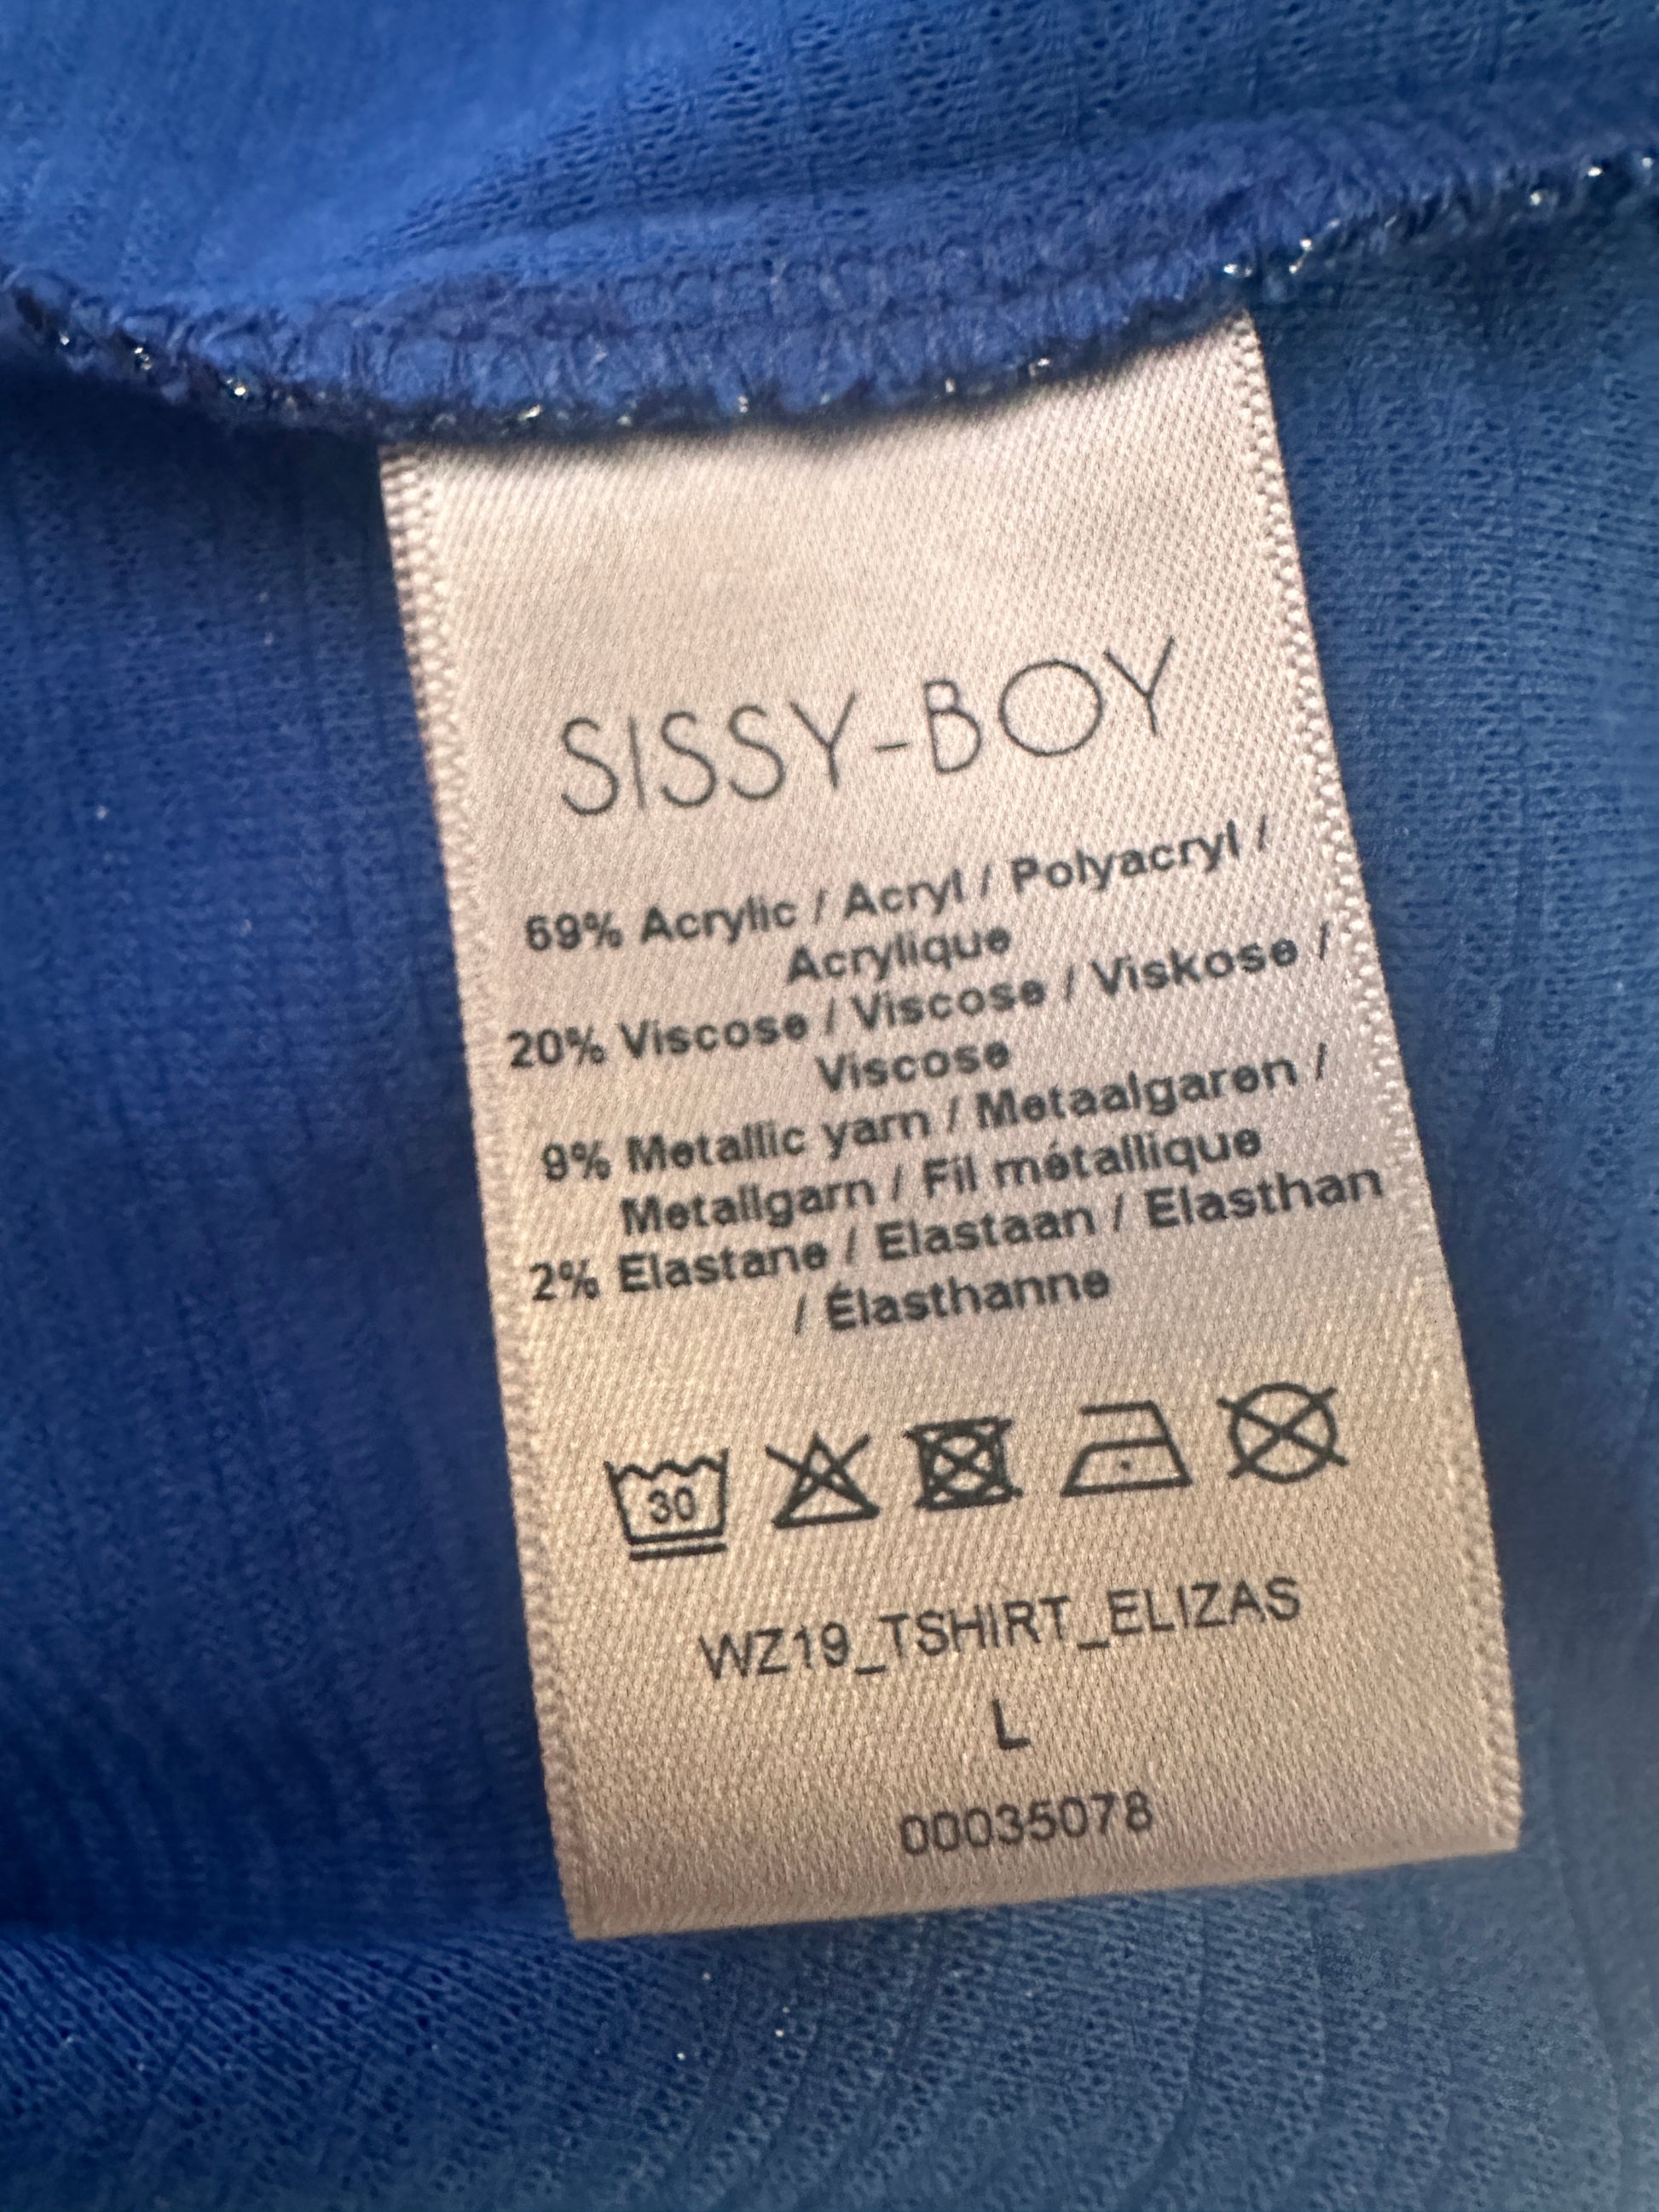 SISSY-BOY
69% Acrylic / Acryl / Polyacryl /
Acrylique
20% Viscose / Viscose / Viskose /
Viscose
9% Metallic yarn / Metaalgaren /
Metallgarn / Fil métallique
2% Elastane / Elastaan / Elasthan
/ Élasthanne
30
WZ19_TSHIRT_ELIZAS
L
00035078